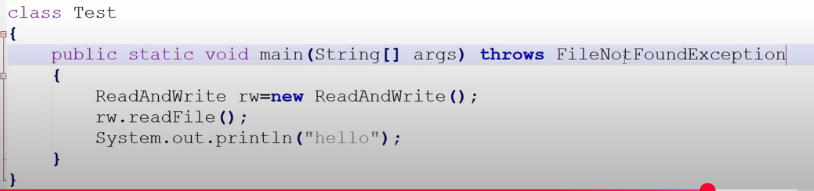 class Test
{
public static void main(String[] args) throws FileNotFoundException
{
ReadAndWrite rw=new ReadAndWrite();
rw.readFile();
System.out.println("hello");
}
}